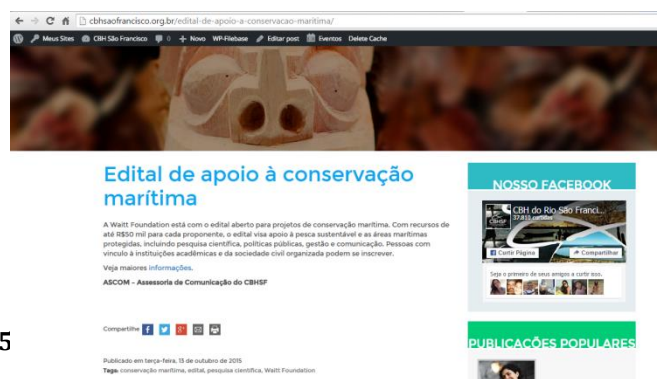 cbhsaofrancisco.org.br/edital-de-apoio-a-conservacao-maritima/
Meus Sites CBH São Francisco 0 Novo WP-Filebase Editar post Eventos Delete Cache
Edital de apoio à conservação
marítima
A Waitt Foundation está com o edital aberto para projetos de conservação marítima. Com recursos de
até R$50 mil para cada proponente, o edital visa apoio à pesca sustentável e as áreas marítimas
protegidas, incluindo pesquisa científica, políticas públicas, gestão e comunicação. Pessoas com
vínculo à instituições acadêmicas e da sociedade civil organizada podem se inscrever.
Veja maiores informações.
ASCOM – Assessoria de Comunicação do CBHSF
Compartilhe
5
Publicado em terça-feira, 13 de outubro de 2015
Tags: conservação marítima, edital, pesquisa científica, Waitt Foundation
NOSSO FACEBOOK
CBH do Rio São Franci...
CBHSF
Curtir Página Compartilhar
Seja o primeiro de seus amigos a curtir isso.
PUBLICAÇÕES POPULARES